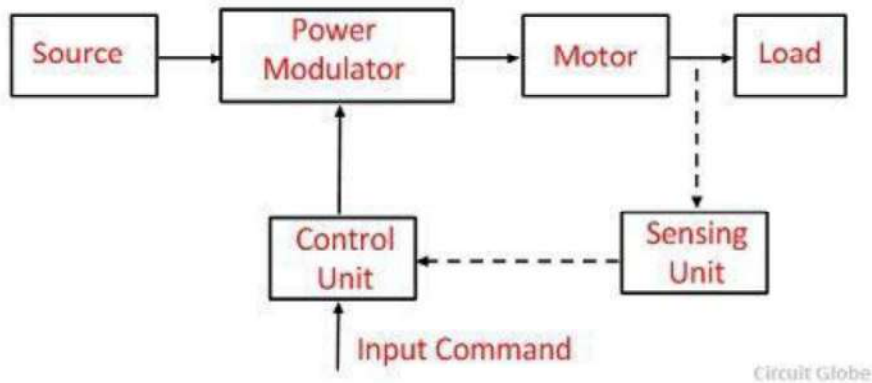 Source
Power
Modulator
Motor
Load
Control
Unit
Sensing
Unit
Input Command
Circuit Globe